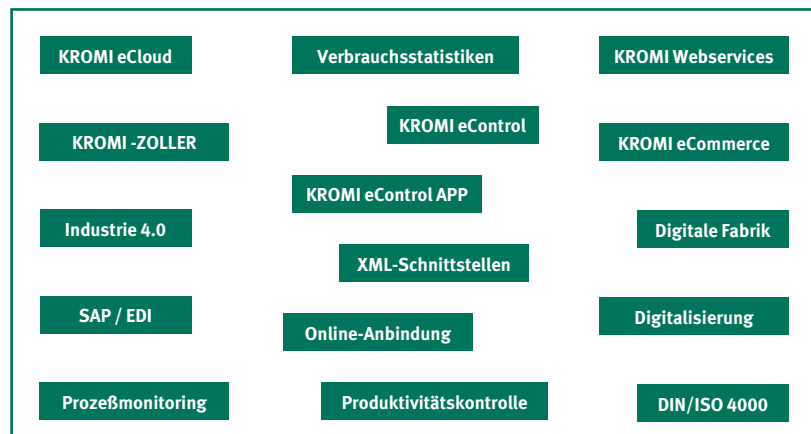 KROMI eCloud
Verbrauchsstatistiken
KROMI Webservices
KROMI eControl
KROMI -ZOLLER
KROMI eCommerce
KROMI eControl APP
Industrie 4.0
Digitale Fabrik
XML-Schnittstellen
SAP / EDI
Digitalisierung
Online-Anbindung
Prozeßmonitoring
Produktivitätskontrolle
DIN/ISO 4000